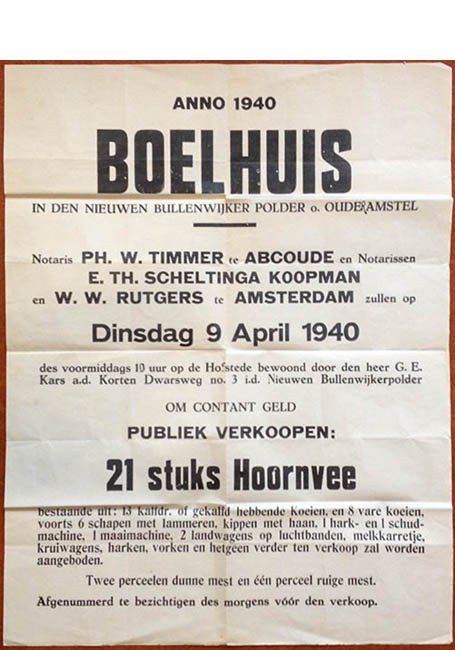 ANNO 1940
BOELHUIS
IN DEN NIEUWEN BULLENWIJKER POLDER o. OUDERAMSTEL
Notaris PH. W. TIMMER te ABCOUDE en Notarissen
E. TH. SCHELTINGA KOOPMAN
en W. W. RUTGERS te AMSTERDAM zullen op
Dinsdag 9 April 1940
des voormiddags 10 uur op de Hofstede bewoond door den heer G. E.
Kars a.d. Korten Dwarsweg no. 3 i.d. Nieuwen Bullenwijkerpolder
OM CONTANT GELD
PUBLIEK VERKOOPEN:
21 stuks Hoornvee
bestaande uit: 13 kalfdr. of gekalfd hebbende Koeien, en 8 vare koeien,
voorts 6 schapen met lammeren, kippen met haan, 1 hark- en 1 schud-
machine, 1 maaimachine, 2 landwagens op luchtbanden, melkkarretje,
kruiwagens, harken, vorken en hetgeen verder ten verkoop zal worden
aangeboden.
Twee perceelen dunne mest en één perceel ruige mest.
Afgenummerd te bezichtigen des morgens vóór den verkoop.